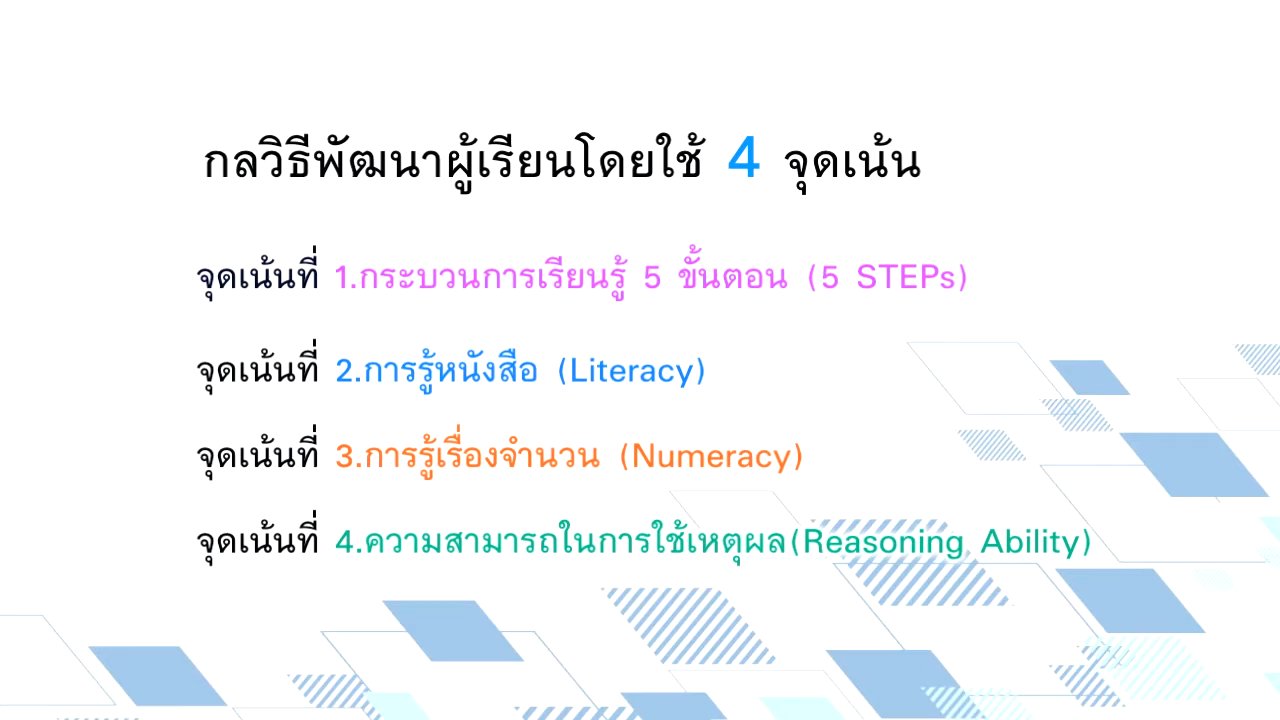 กลวิธีพัฒนาผู้เรียนโดยใช้ 4 จุดเน้น
จุดเน้นที่ 1.กระบวนการเรียนรู้ 5 ขั้นตอน (5 STEPs)
จุดเน้นที่ 2.การรู้หนังสือ (Literacy)
จุดเน้นที่ 3.การรู้เรื่องจำนวน (Numeracy)
จุดเน้นที่ 4.ความสามารถในการใช้เหตุผล(Reasoning Ability)